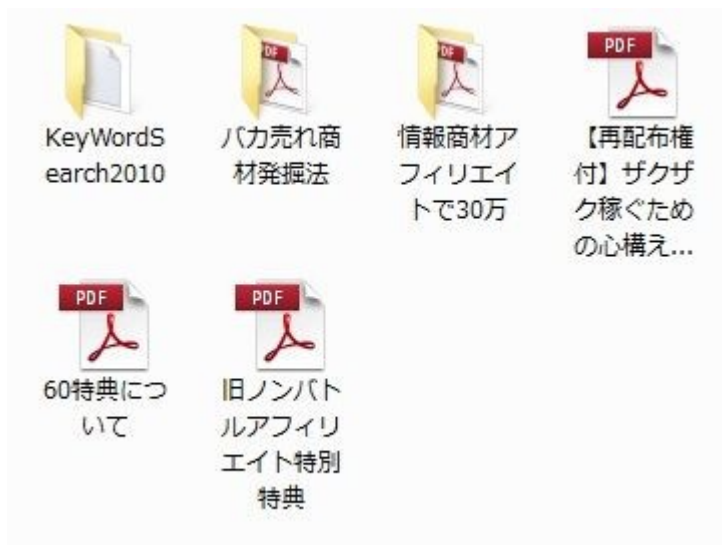 KeyWordS
earch2010
バカ売れ商
材発掘法
情報商材ア
フィリエイ
トで30万
PDF
【再配布権
付】ザクザ
ク稼ぐため
の心構え...
PDF
60特典につ
いて
PDF
旧ノンバト
ルアフィリ
エイト特別
特典